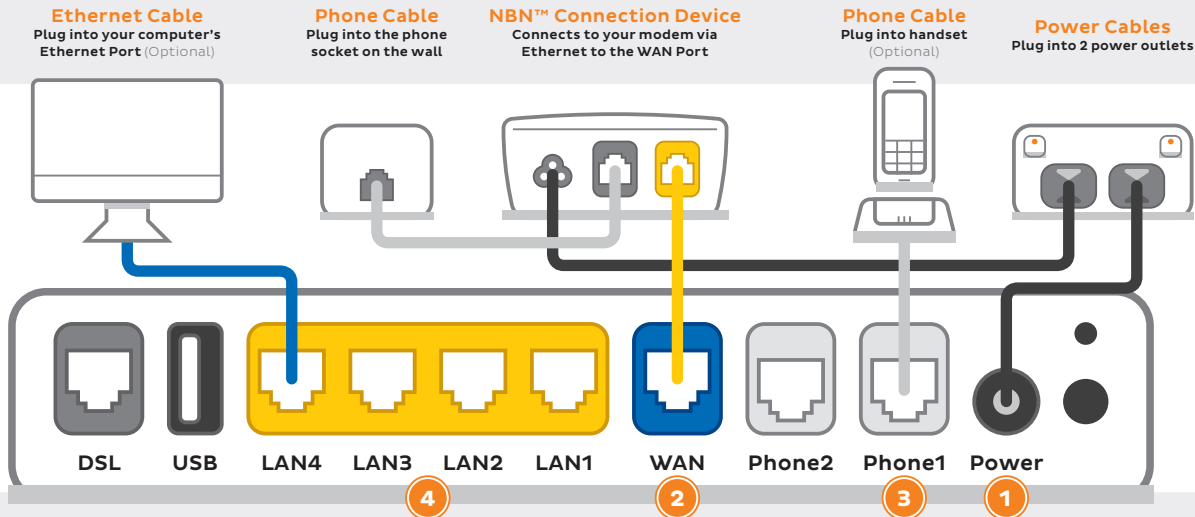 Ethernet Cable
Plug into your computer's
Ethernet Port (Optional)
Phone Cable
Plug into the phone
socket on the wall
NBN™ Connection Device
Connects to your modem via
Ethernet to the WAN Port
Phone Cable
Plug into handset
(Optional)
Power Cables
Plug into 2 power outlets
DSL USB LAN4 LAN3 LAN2 LAN1 WAN Phone2 Phone1 Power
4 2 3 1